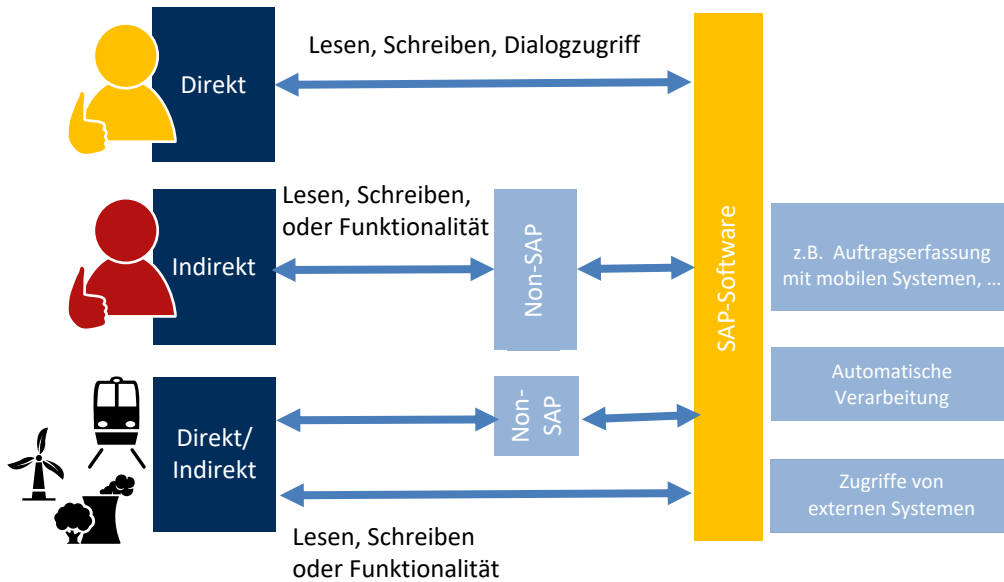 Direkt
Lesen, Schreiben, Dialogzugriff
Indirekt
Lesen, Schreiben,
oder Funktionalität
Non-SAP
SAP-Software
z.B. Auftragserfassung
mit mobilen Systemen, ...
Direkt/
Indirekt
Non-
SAP
Automatische
Verarbeitung
Lesen, Schreiben
oder Funktionalität
Zugriffe von
externen Systemen